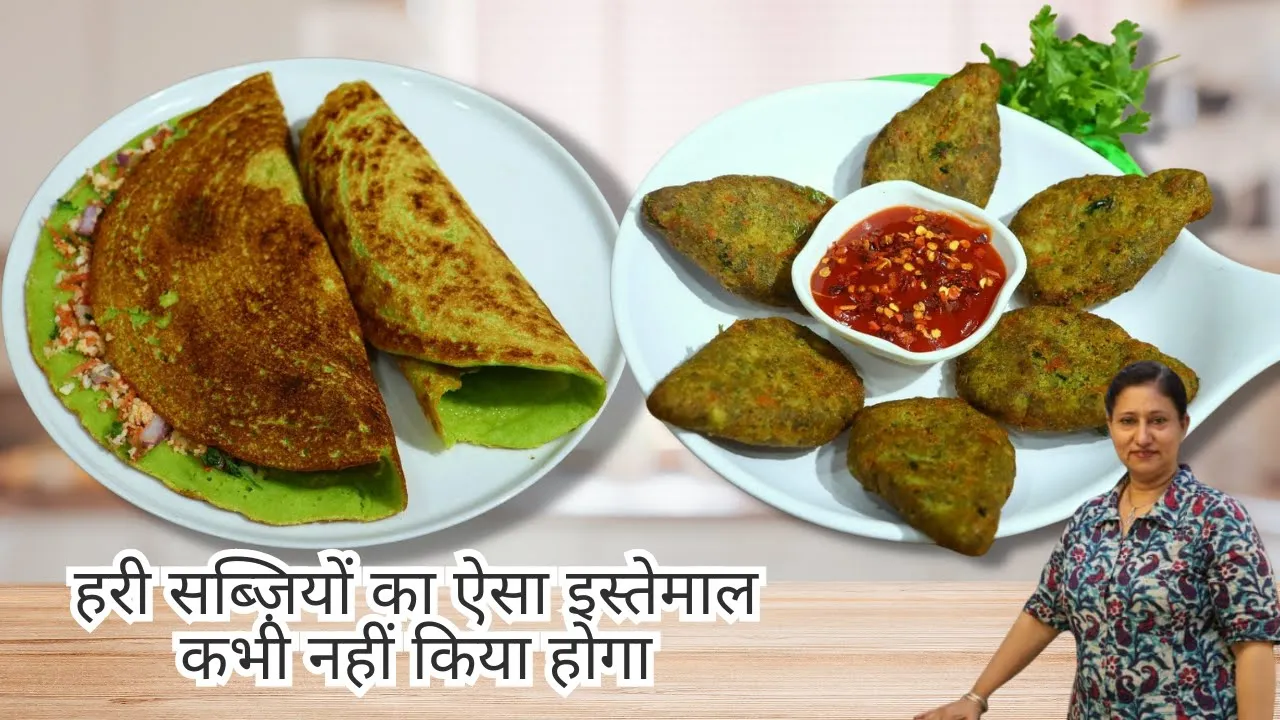 हरी सब्ज़ियों का ऐसा इस्तेमाल
कभी नहीं किया होगा